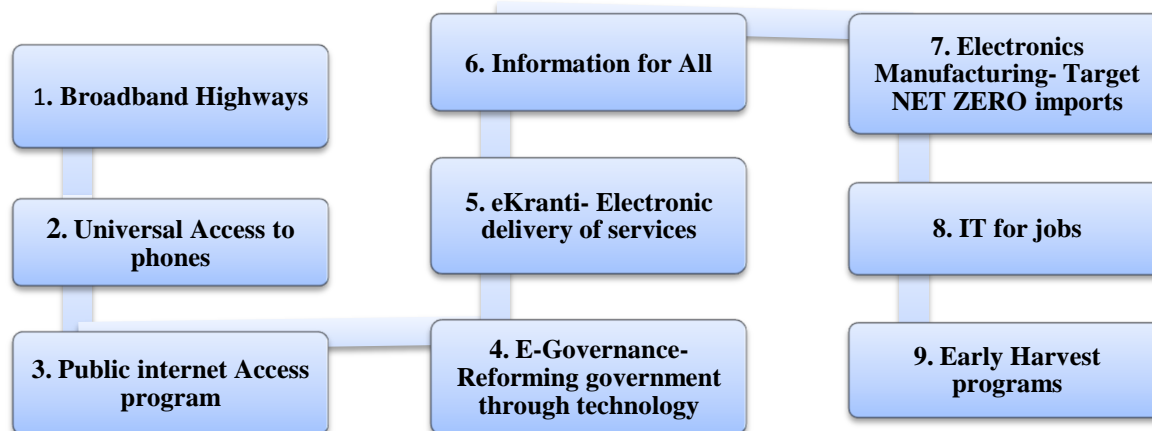 1. Broadband Highways
2. Universal Access to
phones
3. Public internet Access
program
4. E-Governance-
Reforming government
through technology
5. eKranti- Electronic
delivery of services
6. Information for All
7. Electronics
Manufacturing- Target
NET ZERO imports
8. IT for jobs
9. Early Harvest
programs